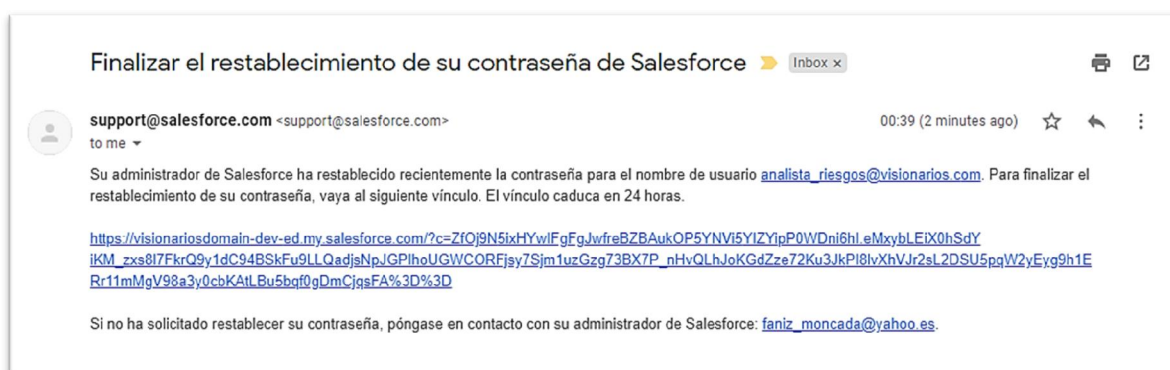 Finalizar el restablecimiento de su contraseña de Salesforce Inbox x
support@salesforce.com <support@salesforce.com> 00:39 (2 minutes ago)
to me
Su administrador de Salesforce ha restablecido recientemente la contraseña para el nombre de usuario analista_riesgos@visionarios.com. Para finalizar el
restablecimiento de su contraseña, vaya al siguiente vínculo. El vínculo caduca en 24 horas.
https://visionariosdomain-dev-ed.my.salesforce.com/?c=ZfOj9N5ixHYwlFgFgJwfreBZBAukOP5YNVi5YIZYipP0WDni6hI.eMxybLEiX0hSdY
iKM_zxs8I7FkrQ9y1dC94BSkFu9LLQadjsNpJGPIhoUGWCORFjsy7Sjm1uzGzg73BX7P_nHvQLhJoKGdZze72Ku3JkPI8IvXhVJr2sL2DSU5pqW2yEyg9h1E
Rr11mMgV98a3y0cbKAtLBu5bqf0gDmCjqsFA%3D%3D
Si no ha solicitado restablecer su contraseña, póngase en contacto con su administrador de Salesforce: faniz_moncada@yahoo.es.